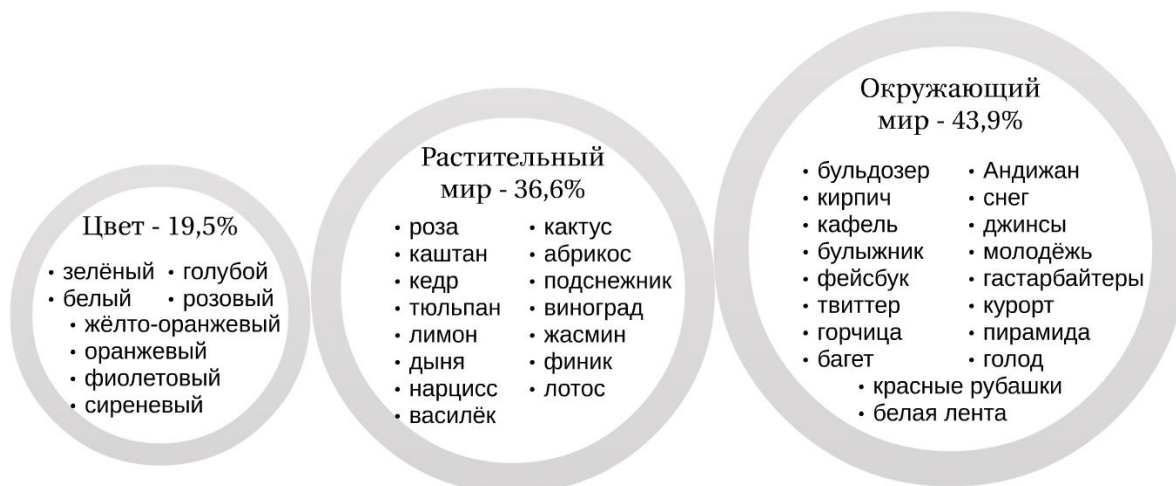 Цвет - 19,5%
• зелёный • голубой
• белый • розовый
• жёлто-оранжевый
• оранжевый
• фиолетовый
• сиреневый
Растительный
мир - 36,6%
• роза • кактус
• каштан • абрикос
• кедр • подснежник
• тюльпан • виноград
• лимон • жасмин
• дыня • финик
• нарцисс • лотос
• василёк
Окружающий
мир - 43,9%
• бульдозер • Андижан
• кирпич • снег
• кафель • джинсы
• булыжник • молодёжь
• фейсбук • гастарбайтеры
• твиттер • курорт
• горчица • пирамида
• багет • голод
• красные рубашки
• белая лента